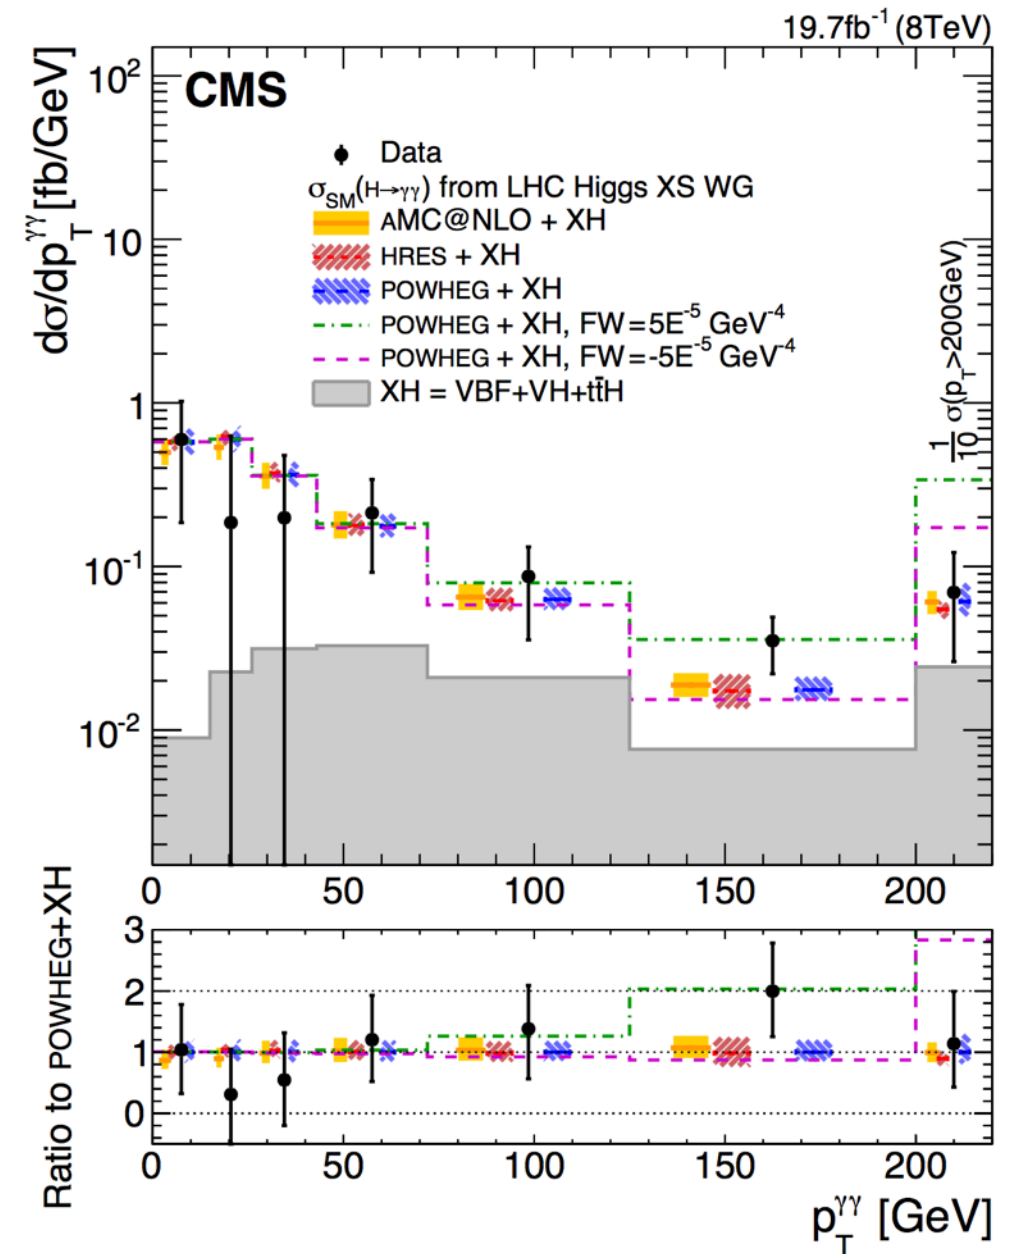 19.7fb⁻¹ (8TeV)
CMS
dσ/dp_T^γγ [fb/GeV]
10²
10
1
10⁻¹
10⁻²
Data
σ_SM(H→γγ) from LHC Higgs XS WG
AMC@NLO + XH
HRES + XH
POWHEG + XH
POWHEG + XH, FW=5E⁻⁵ GeV⁻⁴
POWHEG + XH, FW=-5E⁻⁵ GeV⁻⁴
XH = VBF+VH+tt̄H
1/10 σ(p_T>200GeV)
0 50 100 150 200
Ratio to POWHEG+XH
3
2
1
0
0 50 100 150 200
p_T^γγ [GeV]